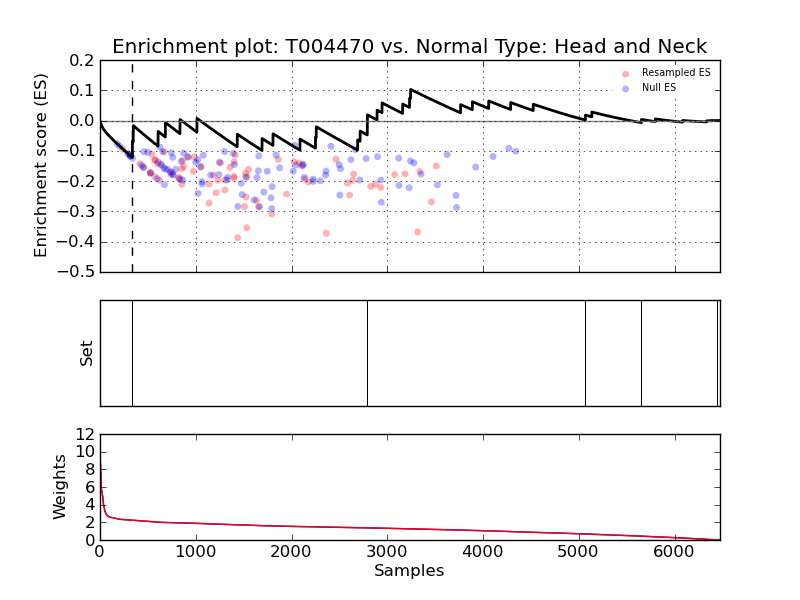 Enrichment plot: T004470 vs. Normal Type: Head and Neck
Enrichment score (ES)
0.2
0.1
0.0
−0.1
−0.2
−0.3
−0.4
−0.5
Resampled ES
Null ES
Set
Weights
12
10
8
6
4
2
0
0 1000 2000 3000 4000 5000 6000
Samples